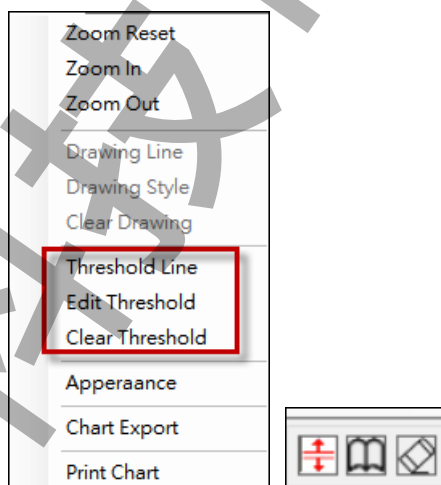 Zoom Reset
Zoom In
Zoom Out
Drawing Line
Drawing Style
Clear Drawing
Threshold Line
Edit Threshold
Clear Threshold
Apperaance
Chart Export
Print Chart